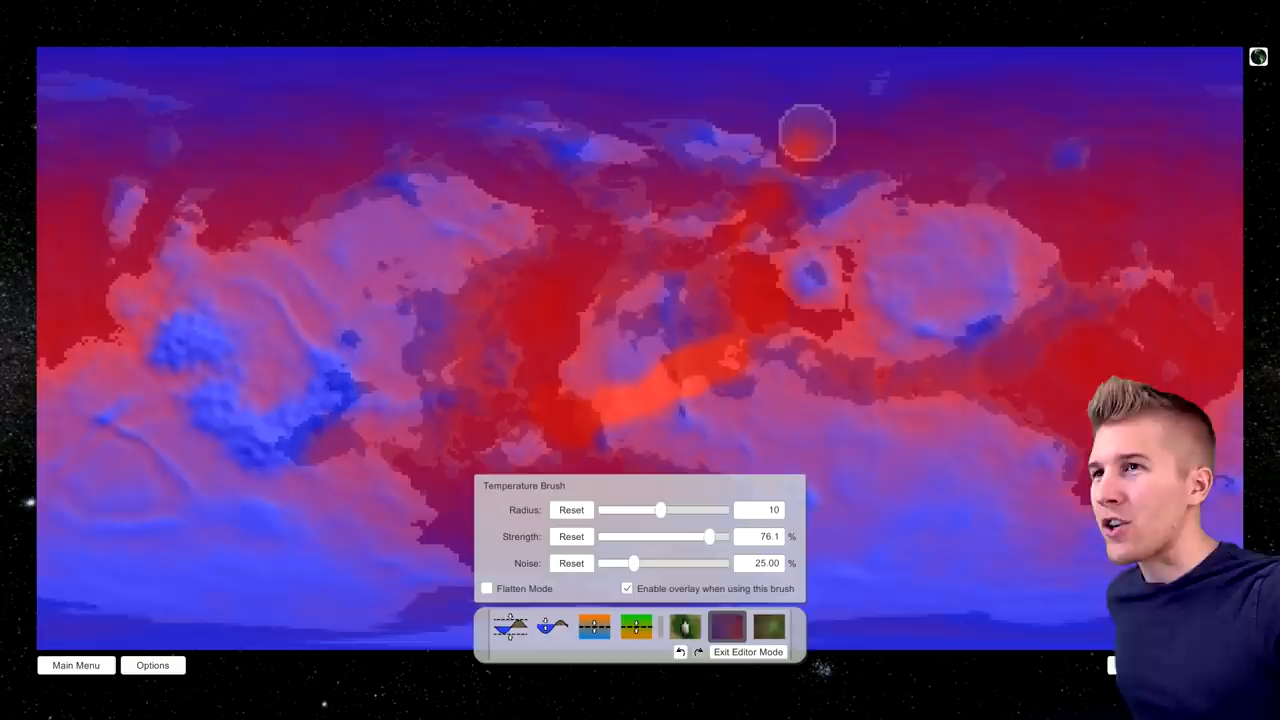 Temperature Brush
Radius: Reset 10
Strength: Reset 76.1 %
Noise: Reset 25.00 %
Flatten Mode Enable overlay when using this brush
Exit Editor Mode
Main Menu Options